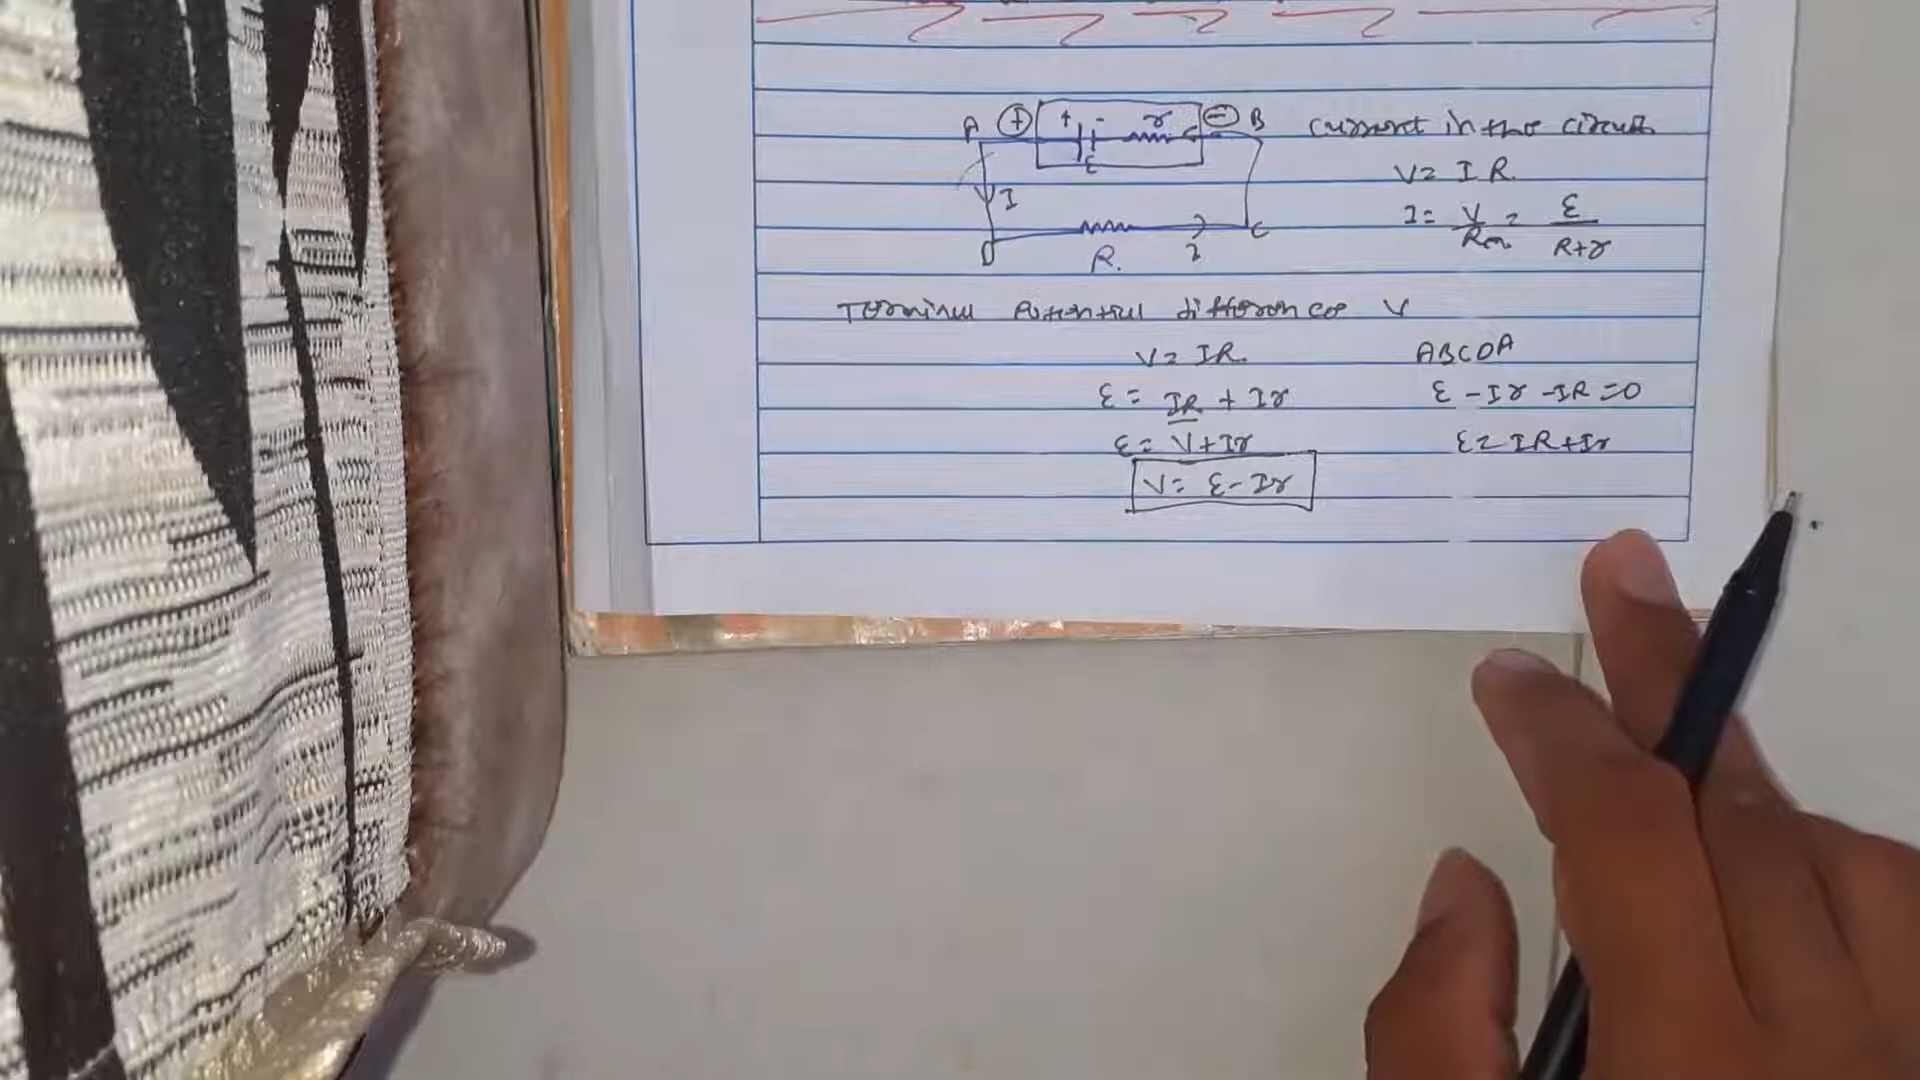 A + + - r - B current in the circuit
ε
I V = IR.
I = V/Req = ε/R+r
D R. I C
Terminal Potential difference V
V = IR. ABCDA
ε = IR + Ir ε - Ir - IR = 0
ε = V + Ir ε = IR + Ir
V = ε - Ir